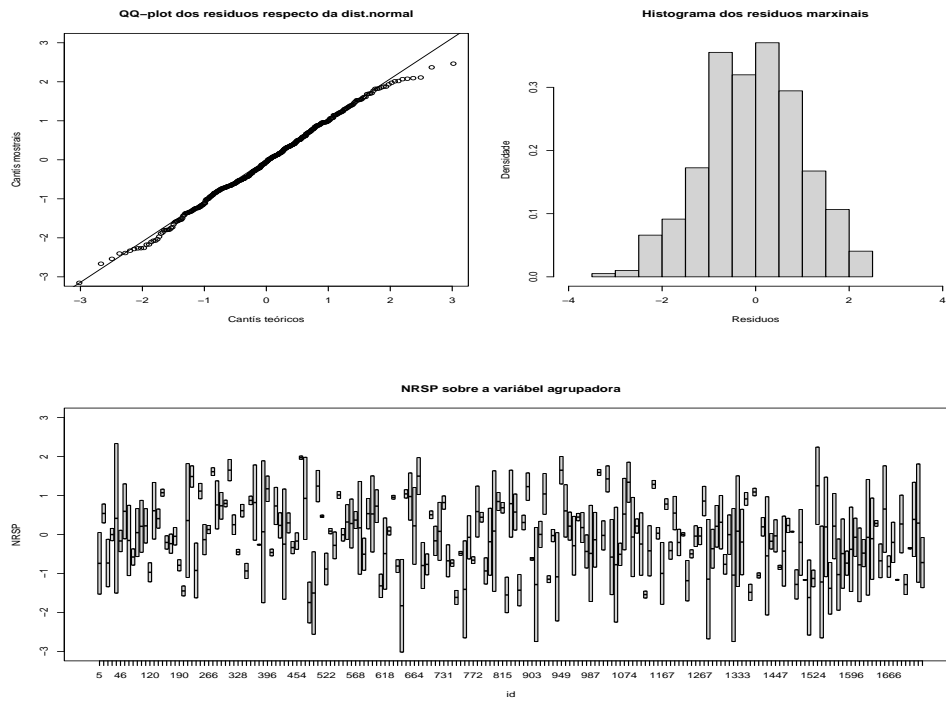 QQ−plot dos residuos respecto da dist.normal
Cantís mostrais
3
2
1
0
−1
−2
−3
−3 −2 −1 0 1 2 3
Cantís teóricos
Histograma dos residuos marxinais
Densidade
0.3
0.2
0.1
0.0
−4 −2 0 2 4
Residuos
NRSP sobre a variábel agrupadora
NRSP
3
2
1
0
−1
−2
−3
5 46 120 190 266 328 396 454 522 568 618 664 731 772 815 903 949 987 1074 1167 1267 1333 1447 1524 1596 1666
id